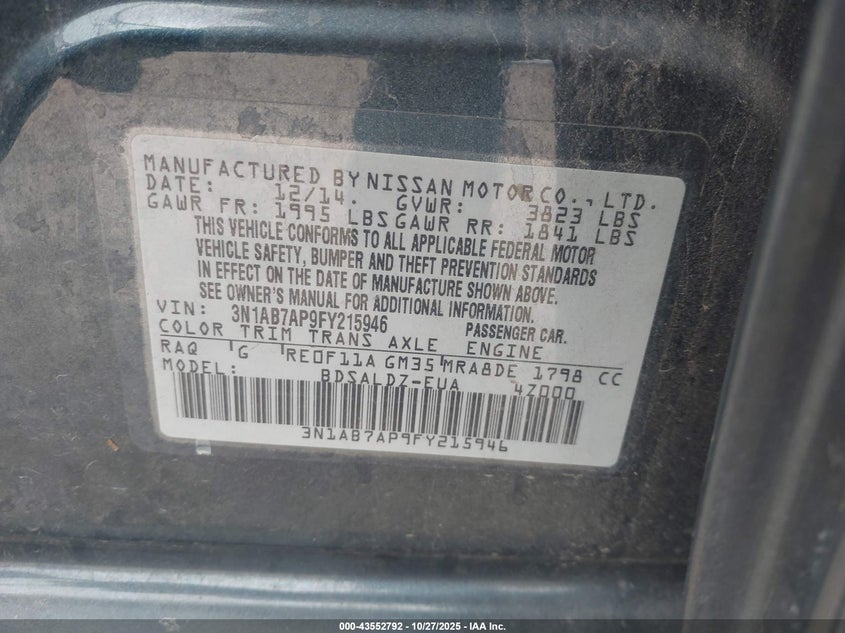 MANUFACTURED BY NISSAN MOTOR CO., LTD.
DATE: 12/14. GVWR: 3823 LBS
GAWR FR: 1995 LBS GAWR RR: 1841 LBS
THIS VEHICLE CONFORMS TO ALL APPLICABLE FEDERAL MOTOR
VEHICLE SAFETY, BUMPER AND THEFT PREVENTION STANDARDS
IN EFFECT ON THE DATE OF MANUFACTURE SHOWN ABOVE.
SEE OWNER'S MANUAL FOR ADDITIONAL INFORMATION.
VIN: 3N1AB7AP9FY215946 PASSENGER CAR.
COLOR TRIM TRANS AXLE ENGINE
RAQ G RE0F11A GM35 MRA8DE 1798 CC
MODEL: BDSALDZ-EUA 4Z000
3N1AB7AP9FY215946
000-43552792 - 10/27/2025 - IAA Inc.